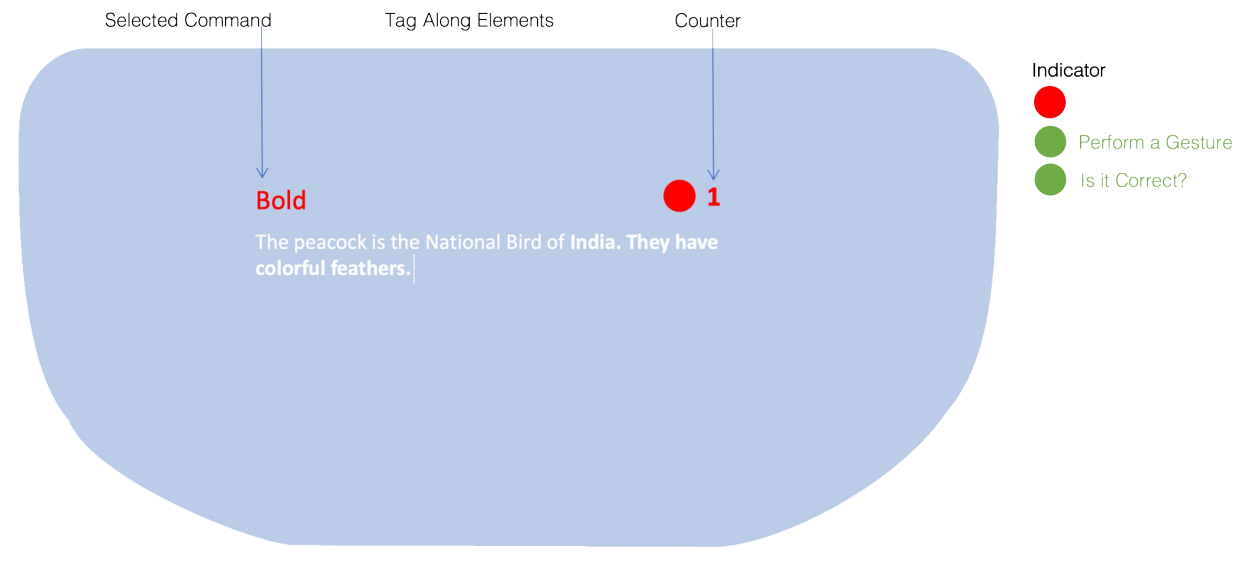 Selected Command
Tag Along Elements
Counter
Indicator
Perform a Gesture
Is it Correct?
Bold
1
The peacock is the National Bird of India. They have
colorful feathers.